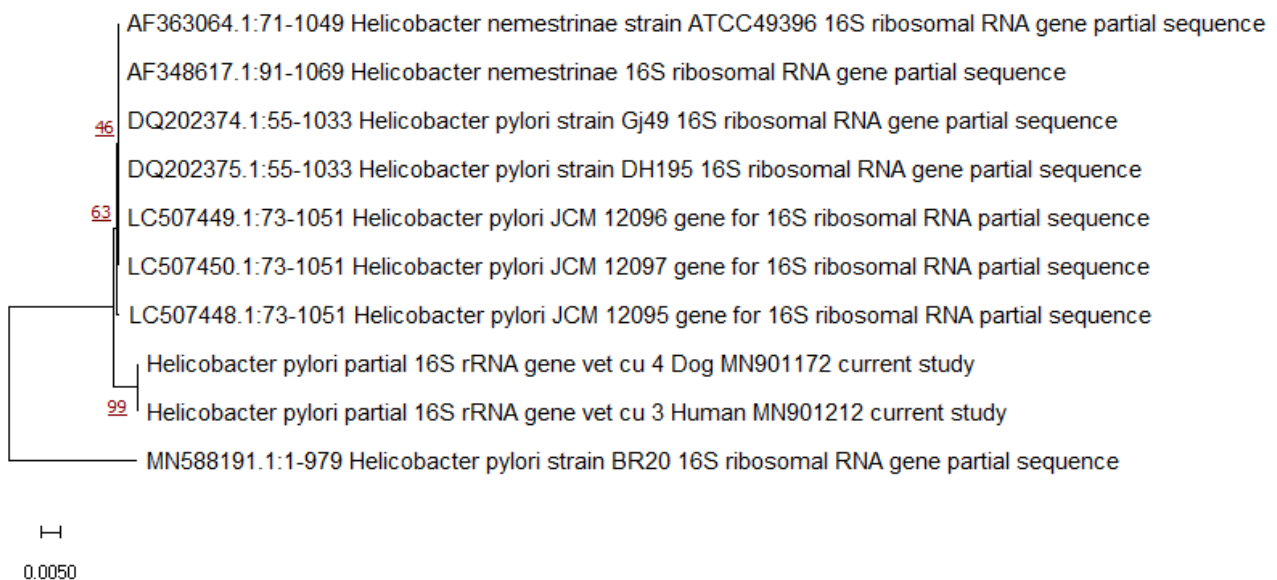 AF363064.1:71-1049 Helicobacter nemestrinae strain ATCC49396 16S ribosomal RNA gene partial sequence
AF348617.1:91-1069 Helicobacter nemestrinae 16S ribosomal RNA gene partial sequence
46
DQ202374.1:55-1033 Helicobacter pylori strain Gj49 16S ribosomal RNA gene partial sequence
DQ202375.1:55-1033 Helicobacter pylori strain DH195 16S ribosomal RNA gene partial sequence
63
LC507449.1:73-1051 Helicobacter pylori JCM 12096 gene for 16S ribosomal RNA partial sequence
LC507450.1:73-1051 Helicobacter pylori JCM 12097 gene for 16S ribosomal RNA partial sequence
LC507448.1:73-1051 Helicobacter pylori JCM 12095 gene for 16S ribosomal RNA partial sequence
Helicobacter pylori partial 16S rRNA gene vet cu 4 Dog MN901172 current study
99
Helicobacter pylori partial 16S rRNA gene vet cu 3 Human MN901212 current study
MN588191.1:1-979 Helicobacter pylori strain BR20 16S ribosomal RNA gene partial sequence
0.0050